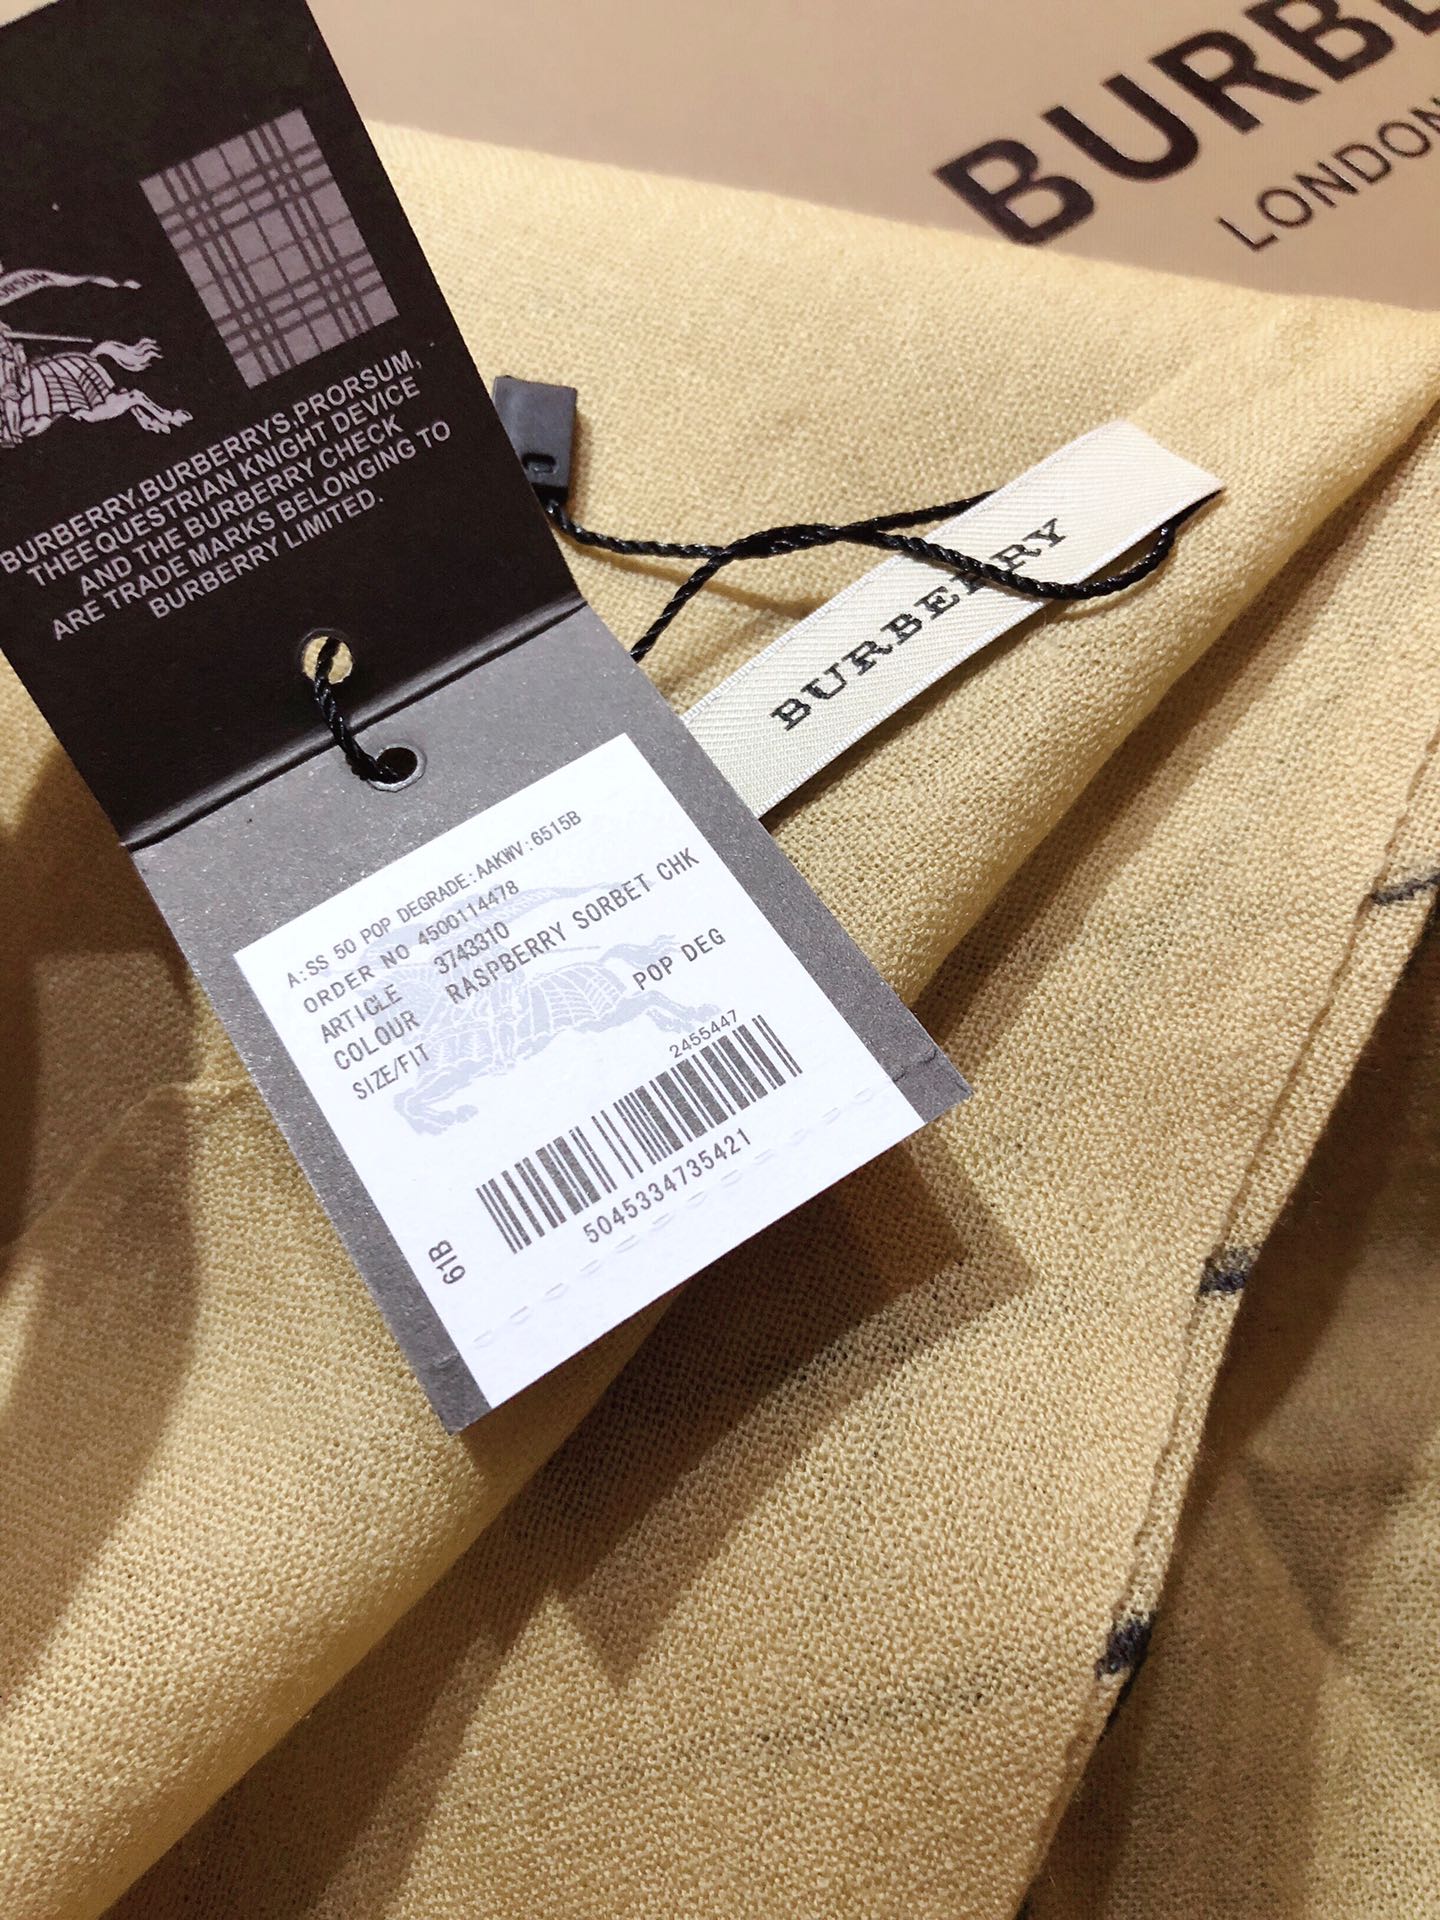 BURBE
LONDON
BURBERRY,BURBERRYS,PRORSUM,
THEEQUESTRIAN KNIGHT DEVICE
AND THE BURBERRY CHECK
ARE TRADE MARKS BELONGING TO
BURBERRY LIMITED.
BURBERRY
A:SS 50 POP DEGRADE:AAKWV:6515B
ORDER NO 4500114478
ARTICLE 3743310
COLOUR RASPBERRY SORBET CHK
SIZE/FIT POP DEG
2455447
5045334735421
61B